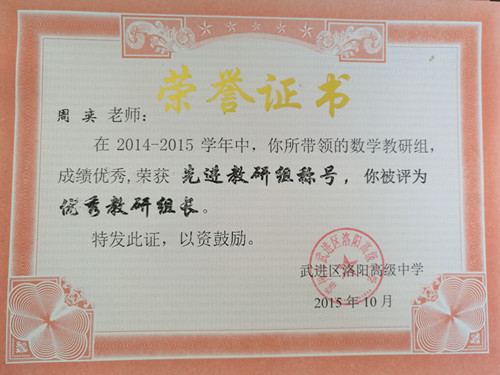 荣誉证书
周 奕 老师：
在 2014-2015 学年中，你所带领的数学教研组，
成绩优秀，荣获 先进教研组称号，你被评为
优秀教研组长。
特发此证，以资鼓励。
武进区洛阳高级中学
2015 年 10 月